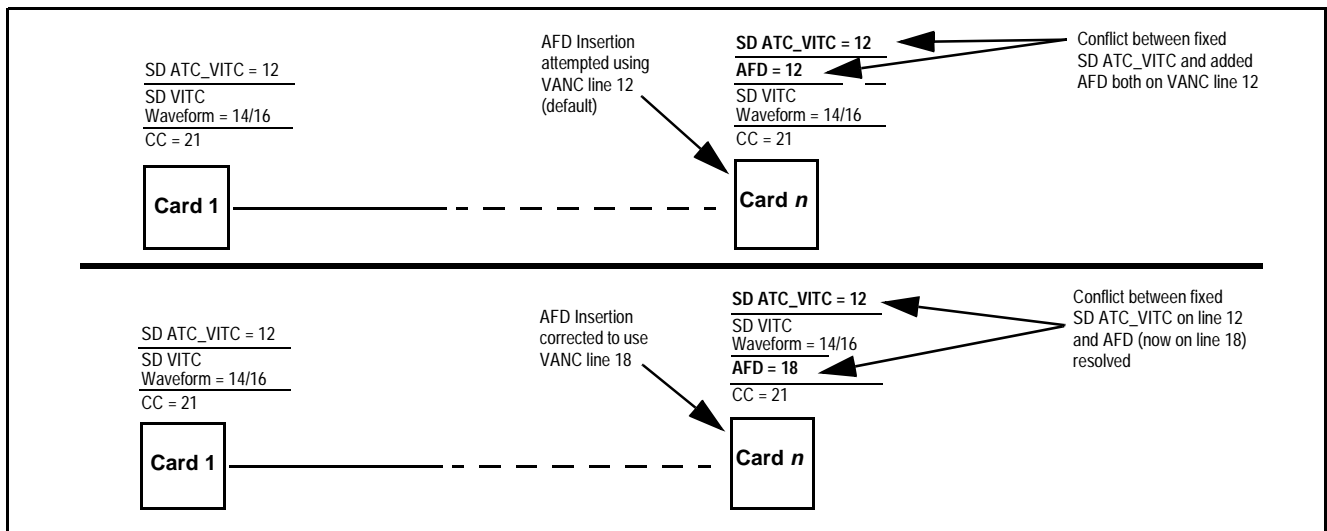 SD ATC_VITC = 12
SD VITC
Waveform = 14/16
CC = 21
Card 1
AFD Insertion
attempted using
VANC line 12
(default)
SD ATC_VITC = 12
AFD = 12
SD VITC
Waveform = 14/16
CC = 21
Card n
Conflict between fixed
SD ATC_VITC and added
AFD both on VANC line 12
SD ATC_VITC = 12
SD VITC
Waveform = 14/16
CC = 21
Card 1
AFD Insertion
corrected to use
VANC line 18
SD ATC_VITC = 12
SD VITC
Waveform = 14/16
AFD = 18
CC = 21
Card n
Conflict between fixed
SD ATC_VITC on line 12
and AFD (now on line 18)
resolved